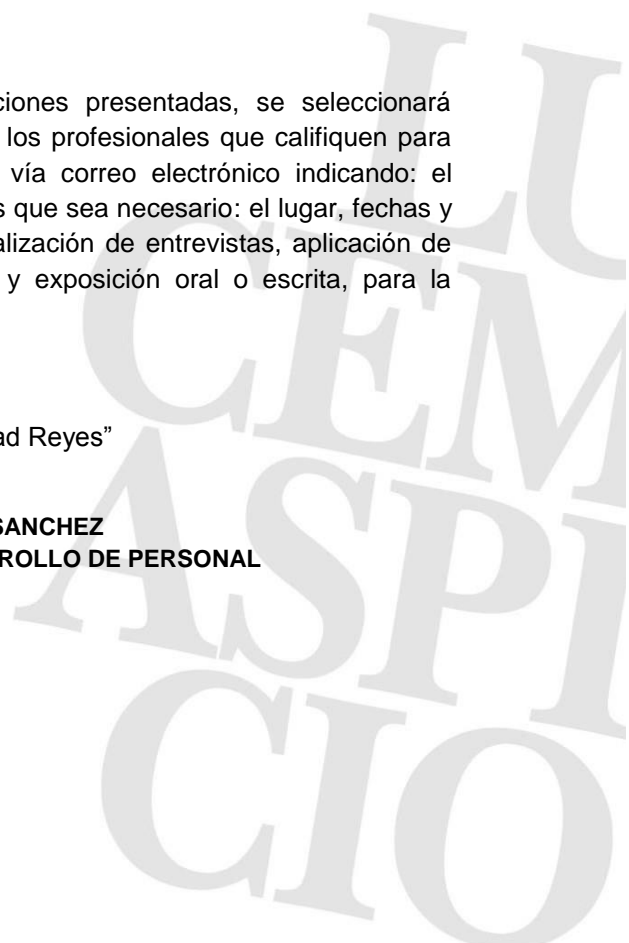 ciones presentadas, se seleccionará
los profesionales que califiquen para
vía correo electrónico indicando: el
s que sea necesario: el lugar, fechas y
alización de entrevistas, aplicación de
y exposición oral o escrita, para la
ad Reyes”
SANCHEZ
ROLLO DE PERSONAL
LU
CEM
ASPI
CIO